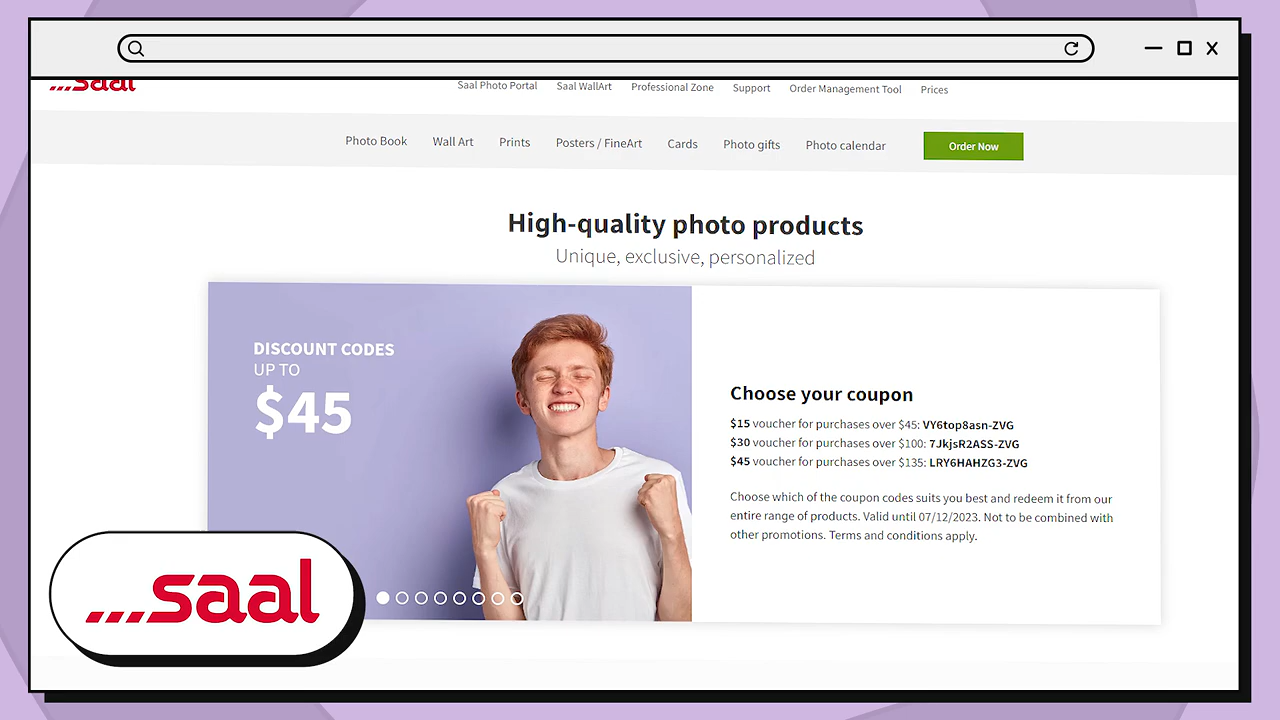 ...saal
Saal Photo Portal Saal WallArt Professional Zone Support Order Management Tool Prices
Photo Book Wall Art Prints Posters / FineArt Cards Photo gifts Photo calendar Order Now
High-quality photo products
Unique, exclusive, personalized
DISCOUNT CODES
UP TO
$45
Choose your coupon
$15 voucher for purchases over $45: VY6top8asn-ZVG
$30 voucher for purchases over $100: 7JkjsR2ASS-ZVG
$45 voucher for purchases over $135: LRY6HAHZG3-ZVG
Choose which of the coupon codes suits you best and redeem it from our
entire range of products. Valid until 07/12/2023. Not to be combined with
other promotions. Terms and conditions apply.
...saal